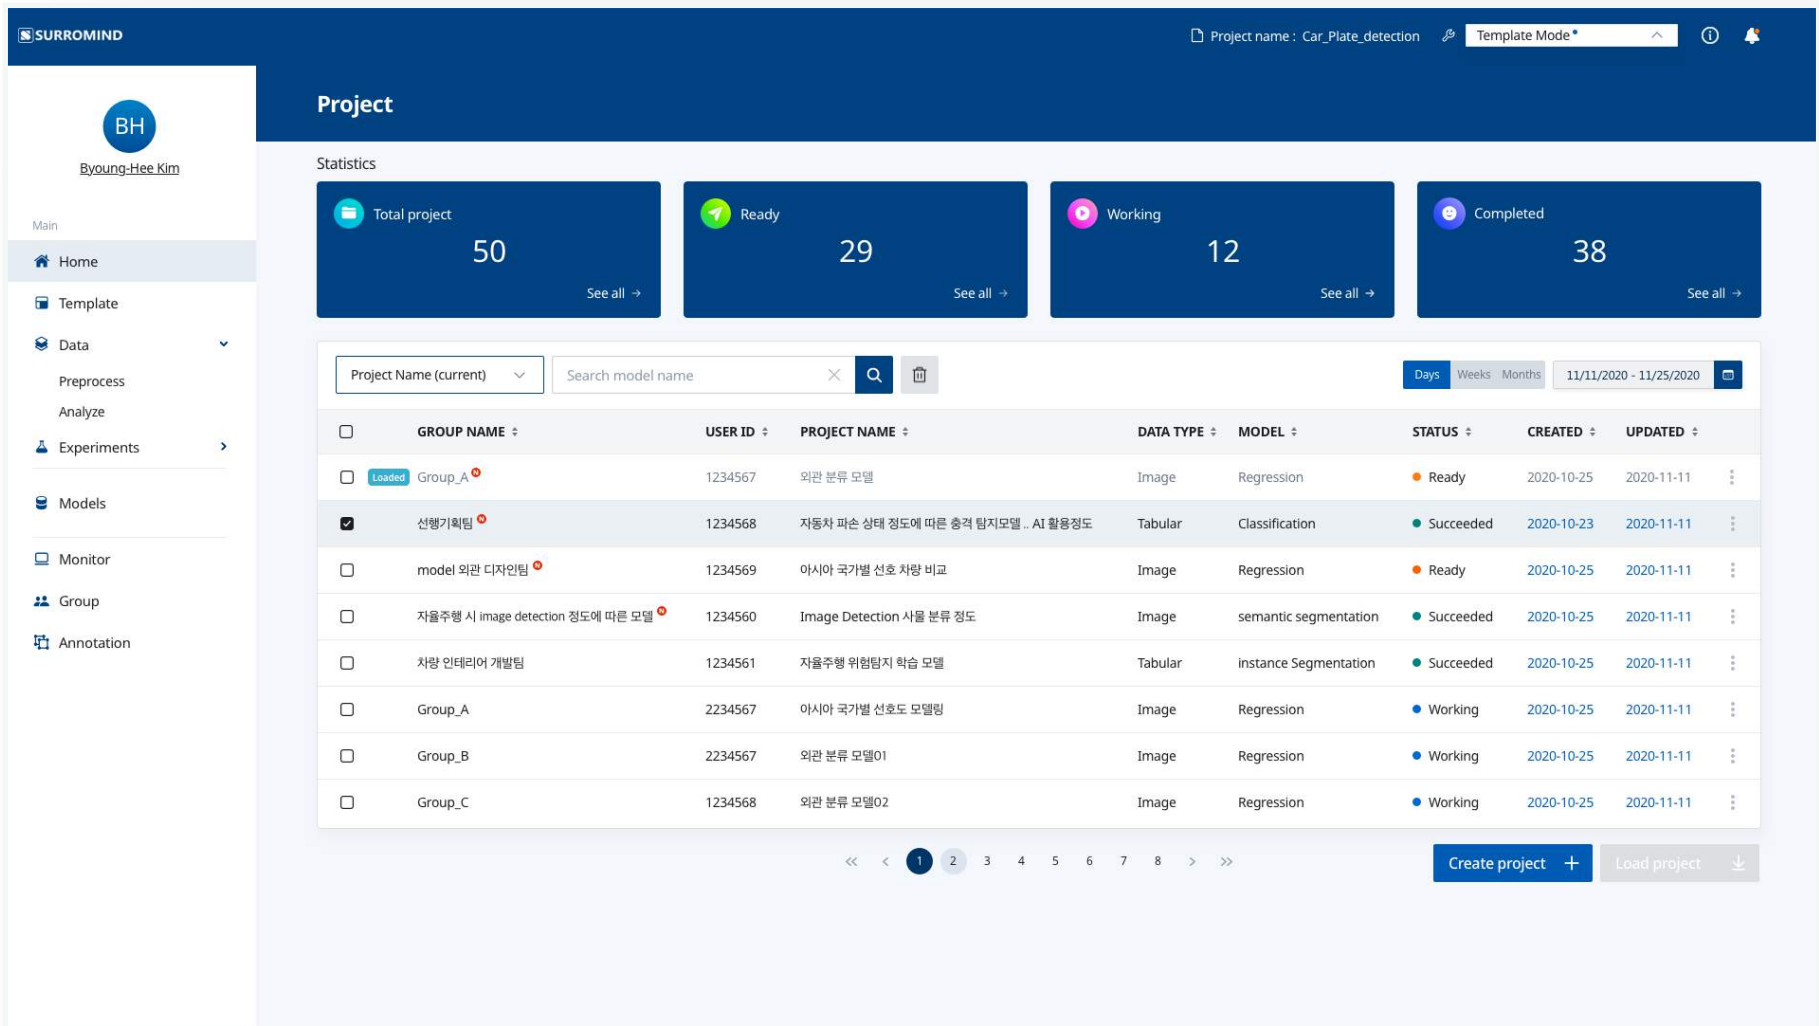 SURROMIND
Project name : Car_Plate_detection
Template Mode
BH
Byoung-Hee Kim
Main
Home
Template
Data
Preprocess
Analyze
Experiments
Models
Monitor
Group
Annotation
Project
Statistics
Total project
50
See all →
Ready
29
See all →
Working
12
See all →
Completed
38
See all →
Project Name (current)
Search model name
Days Weeks Months 11/11/2020 - 11/25/2020
GROUP NAME USER ID PROJECT NAME DATA TYPE MODEL STATUS CREATED UPDATED
Loaded Group_A N 1234567 외관 분류 모델 Image Regression Ready 2020-10-25 2020-11-11
선행기획팀 N 1234568 자동차 파손 상태 정도에 따른 충격 탐지모델 .. AI 활용정도 Tabular Classification Succeeded 2020-10-23 2020-11-11
model 외관 디자인팀 N 1234569 아시아 국가별 선호 차량 비교 Image Regression Ready 2020-10-25 2020-11-11
자율주행 시 image detection 정도에 따른 모델 N 1234560 Image Detection 사물 분류 정도 Image semantic segmentation Succeeded 2020-10-25 2020-11-11
차량 인테리어 개발팀 1234561 자율주행 위험탐지 학습 모델 Tabular instance Segmentation Succeeded 2020-10-25 2020-11-11
Group_A 2234567 아시아 국가별 선호도 모델링 Image Regression Working 2020-10-25 2020-11-11
Group_B 2234567 외관 분류 모델01 Image Regression Working 2020-10-25 2020-11-11
Group_C 1234568 외관 분류 모델02 Image Regression Working 2020-10-25 2020-11-11
1 2 3 4 5 6 7 8
Create project +
Load project